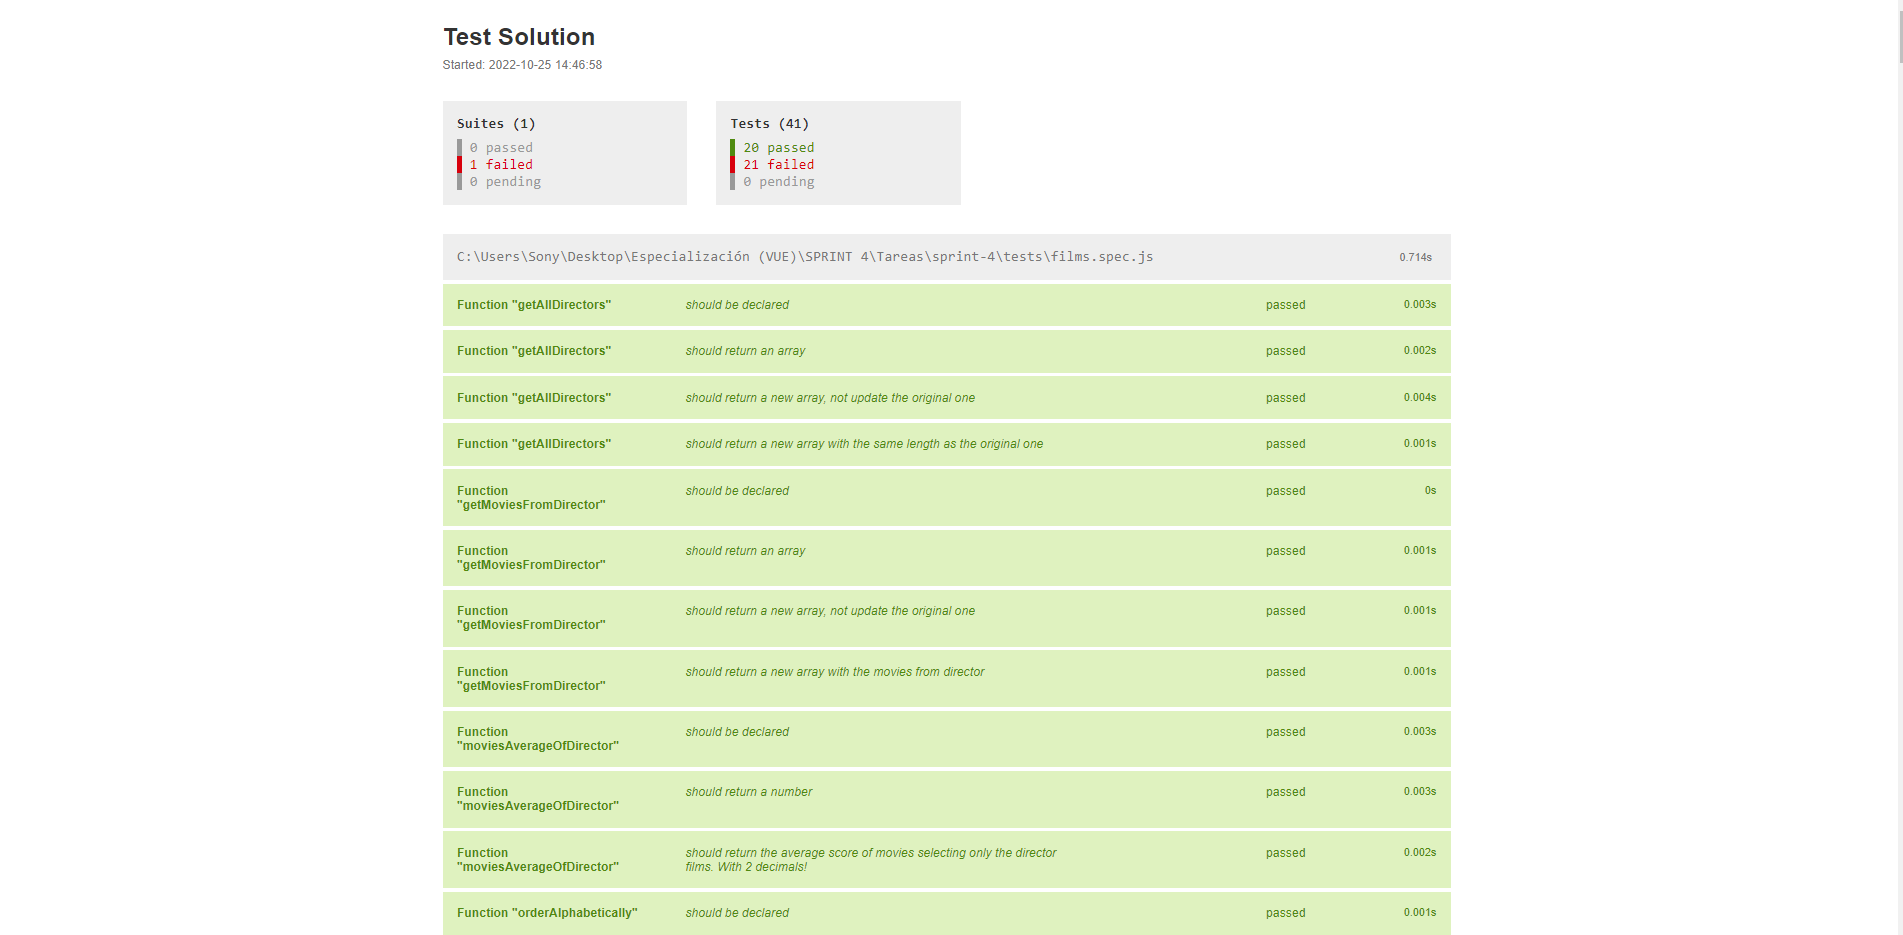 Test Solution
Started: 2022-10-25 14:46:58
Suites (1)
0 passed
1 failed
0 pending
Tests (41)
20 passed
21 failed
0 pending
C:\Users\Sony\Desktop\Especialización (VUE)\SPRINT 4\Tareas\sprint-4\tests\films.spec.js 0.714s
Function "getAllDirectors" should be declared passed 0.003s
Function "getAllDirectors" should return an array passed 0.002s
Function "getAllDirectors" should return a new array, not update the original one passed 0.004s
Function "getAllDirectors" should return a new array with the same length as the original one passed 0.001s
Function should be declared passed 0s
"getMoviesFromDirector"
Function should return an array passed 0.001s
"getMoviesFromDirector"
Function should return a new array, not update the original one passed 0.001s
"getMoviesFromDirector"
Function should return a new array with the movies from director passed 0.001s
"getMoviesFromDirector"
Function should be declared passed 0.003s
"moviesAverageOfDirector"
Function should return a number passed 0.003s
"moviesAverageOfDirector"
Function should return the average score of movies selecting only the director passed 0.002s
"moviesAverageOfDirector" films. With 2 decimals!
Function "orderAlphabetically" should be declared passed 0.001s